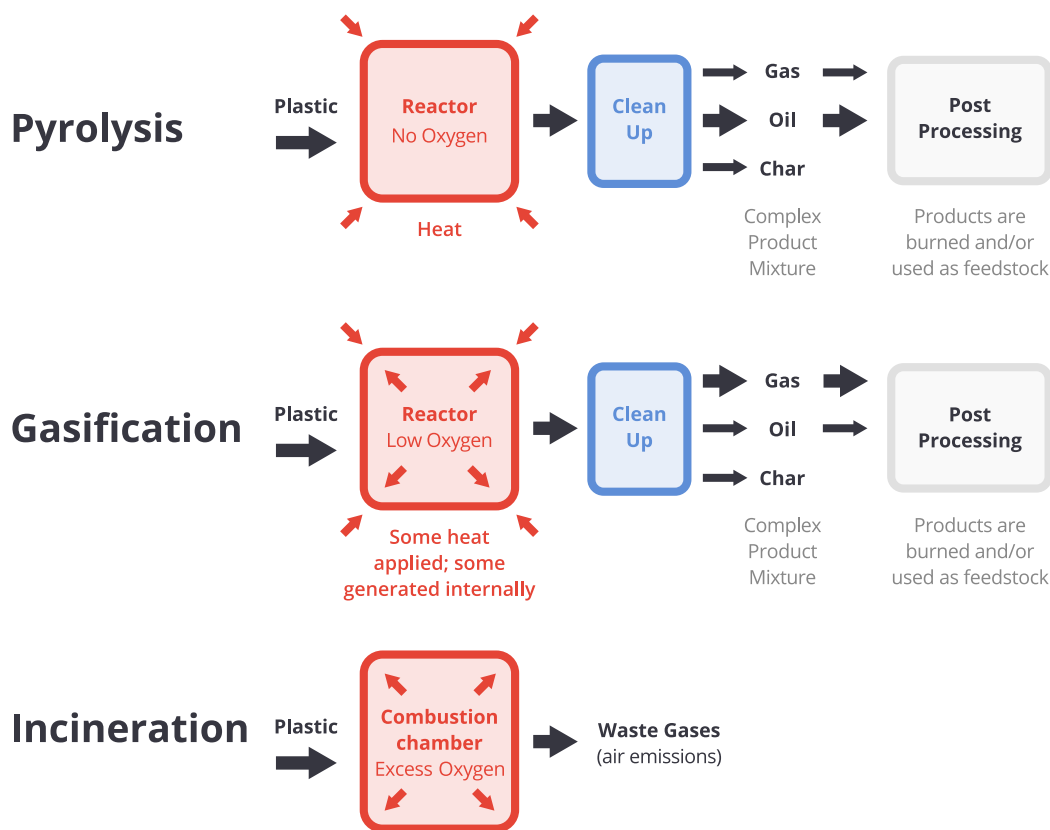 Pyrolysis
Plastic
Reactor
No Oxygen
Heat
Clean
Up
Gas
Oil
Char
Complex
Product
Mixture
Post
Processing
Products are
burned and/or
used as feedstock
Gasification
Plastic
Reactor
Low Oxygen
Some heat
applied; some
generated internally
Clean
Up
Gas
Oil
Char
Complex
Product
Mixture
Post
Processing
Products are
burned and/or
used as feedstock
Incineration
Plastic
Combustion
chamber
Excess Oxygen
Waste Gases
(air emissions)